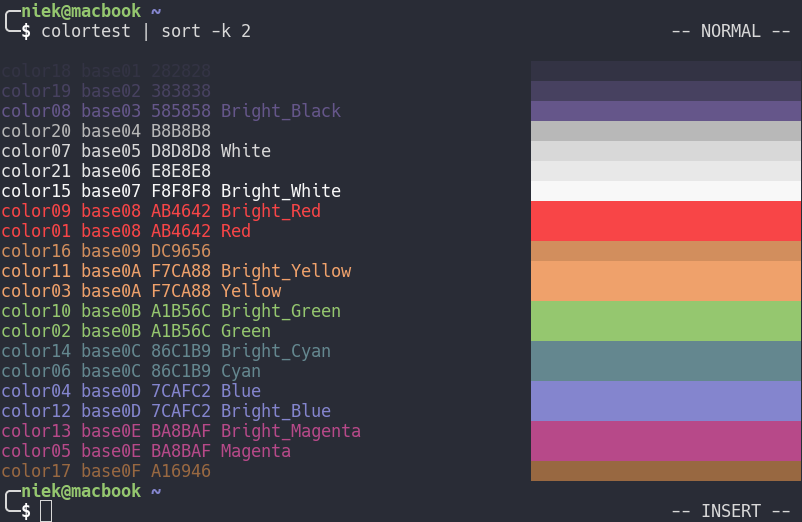 niek@macbook ~
$ colortest | sort -k 2 -- NORMAL --
color18 base01 282828
color19 base02 383838
color08 base03 585858 Bright_Black
color20 base04 B8B8B8
color07 base05 D8D8D8 White
color21 base06 E8E8E8
color15 base07 F8F8F8 Bright_White
color09 base08 AB4642 Bright_Red
color01 base08 AB4642 Red
color16 base09 DC9656
color11 base0A F7CA88 Bright_Yellow
color03 base0A F7CA88 Yellow
color10 base0B A1B56C Bright_Green
color02 base0B A1B56C Green
color14 base0C 86C1B9 Bright_Cyan
color06 base0C 86C1B9 Cyan
color04 base0D 7CAFC2 Blue
color12 base0D 7CAFC2 Bright_Blue
color13 base0E BA8BAF Bright_Magenta
color05 base0E BA8BAF Magenta
color17 base0F A16946
niek@macbook ~
$ -- INSERT --